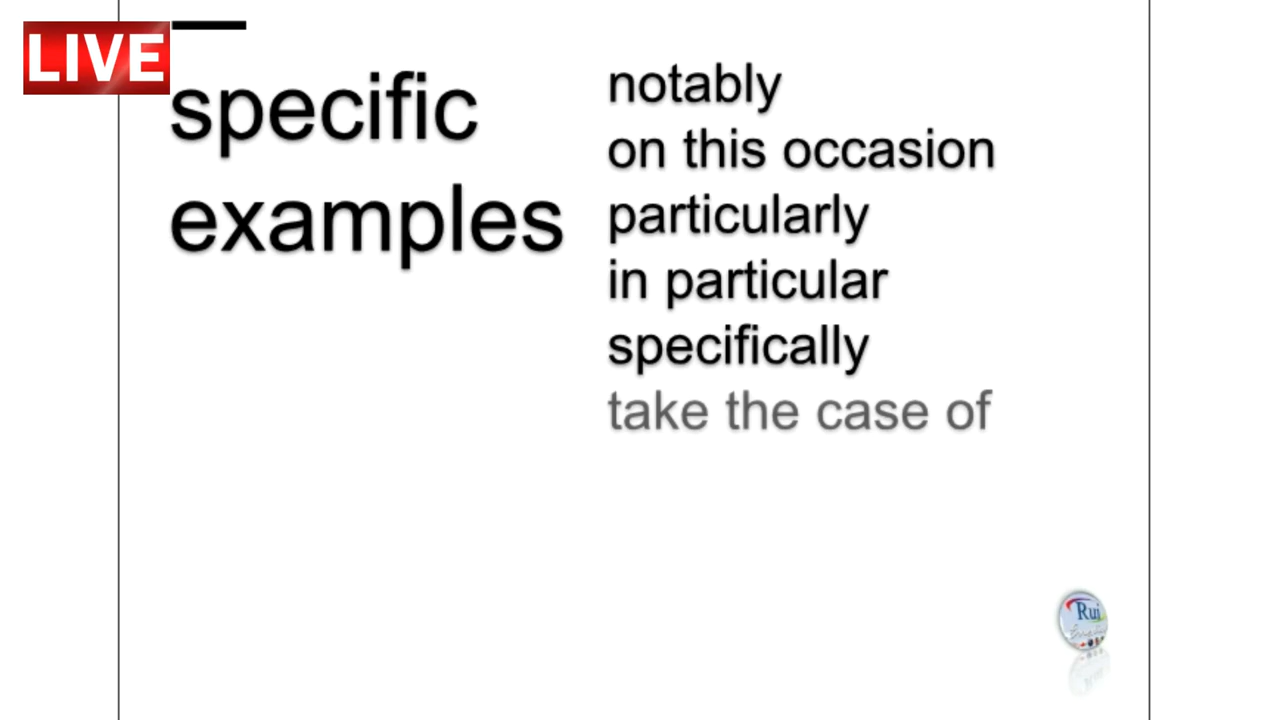 LIVE
specific
examples
notably
on this occasion
particularly
in particular
specifically
take the case of
Rui